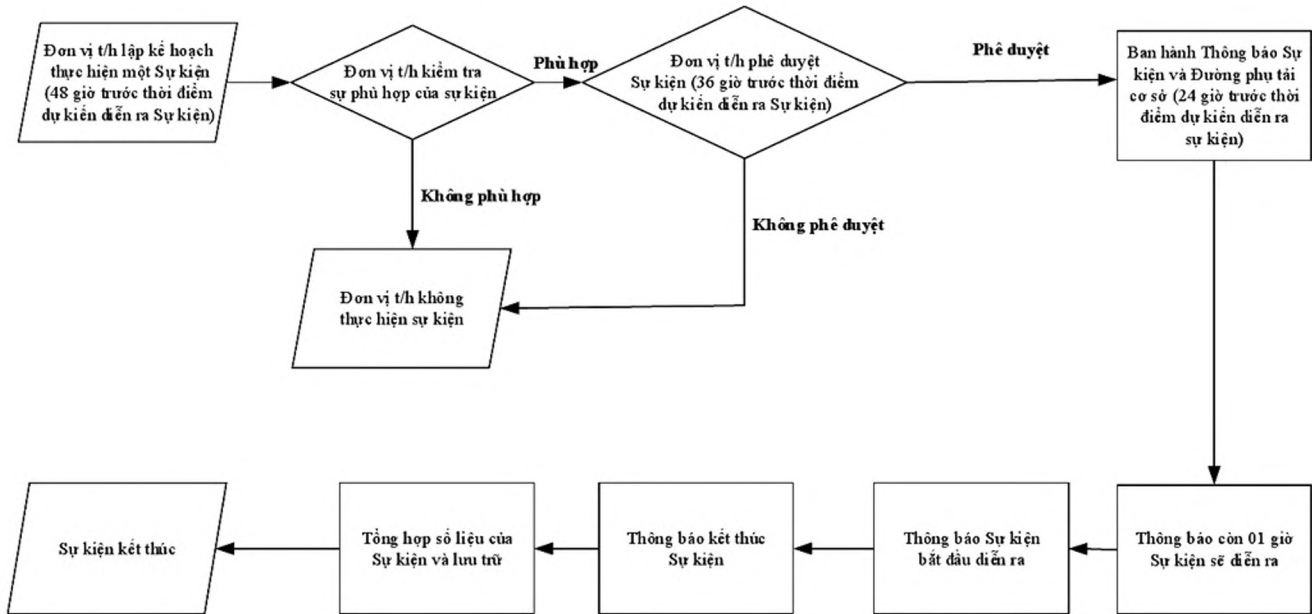 Đơn vị t/h lập kế hoạch
thực hiện một Sự kiện
(48 giờ trước thời điểm
dự kiến diễn ra Sự kiện)
Đơn vị t/h kiểm tra
sự phù hợp của sự kiện
Phù hợp
Đơn vị t/h phê duyệt
Sự kiện (36 giờ trước thời điểm
dự kiến diễn ra Sự kiện)
Phê duyệt
Ban hành Thông báo Sự
kiện và Đường phụ tải
cơ sở (24 giờ trước thời
điểm dự kiến diễn ra
sự kiện)
Không phù hợp
Không phê duyệt
Đơn vị t/h không
thực hiện sự kiện
Sự kiện kết thúc
Tổng hợp số liệu của
Sự kiện và lưu trữ
Thông báo kết thúc
Sự kiện
Thông báo Sự kiện
bắt đầu diễn ra
Thông báo còn 01 giờ
Sự kiện sẽ diễn ra